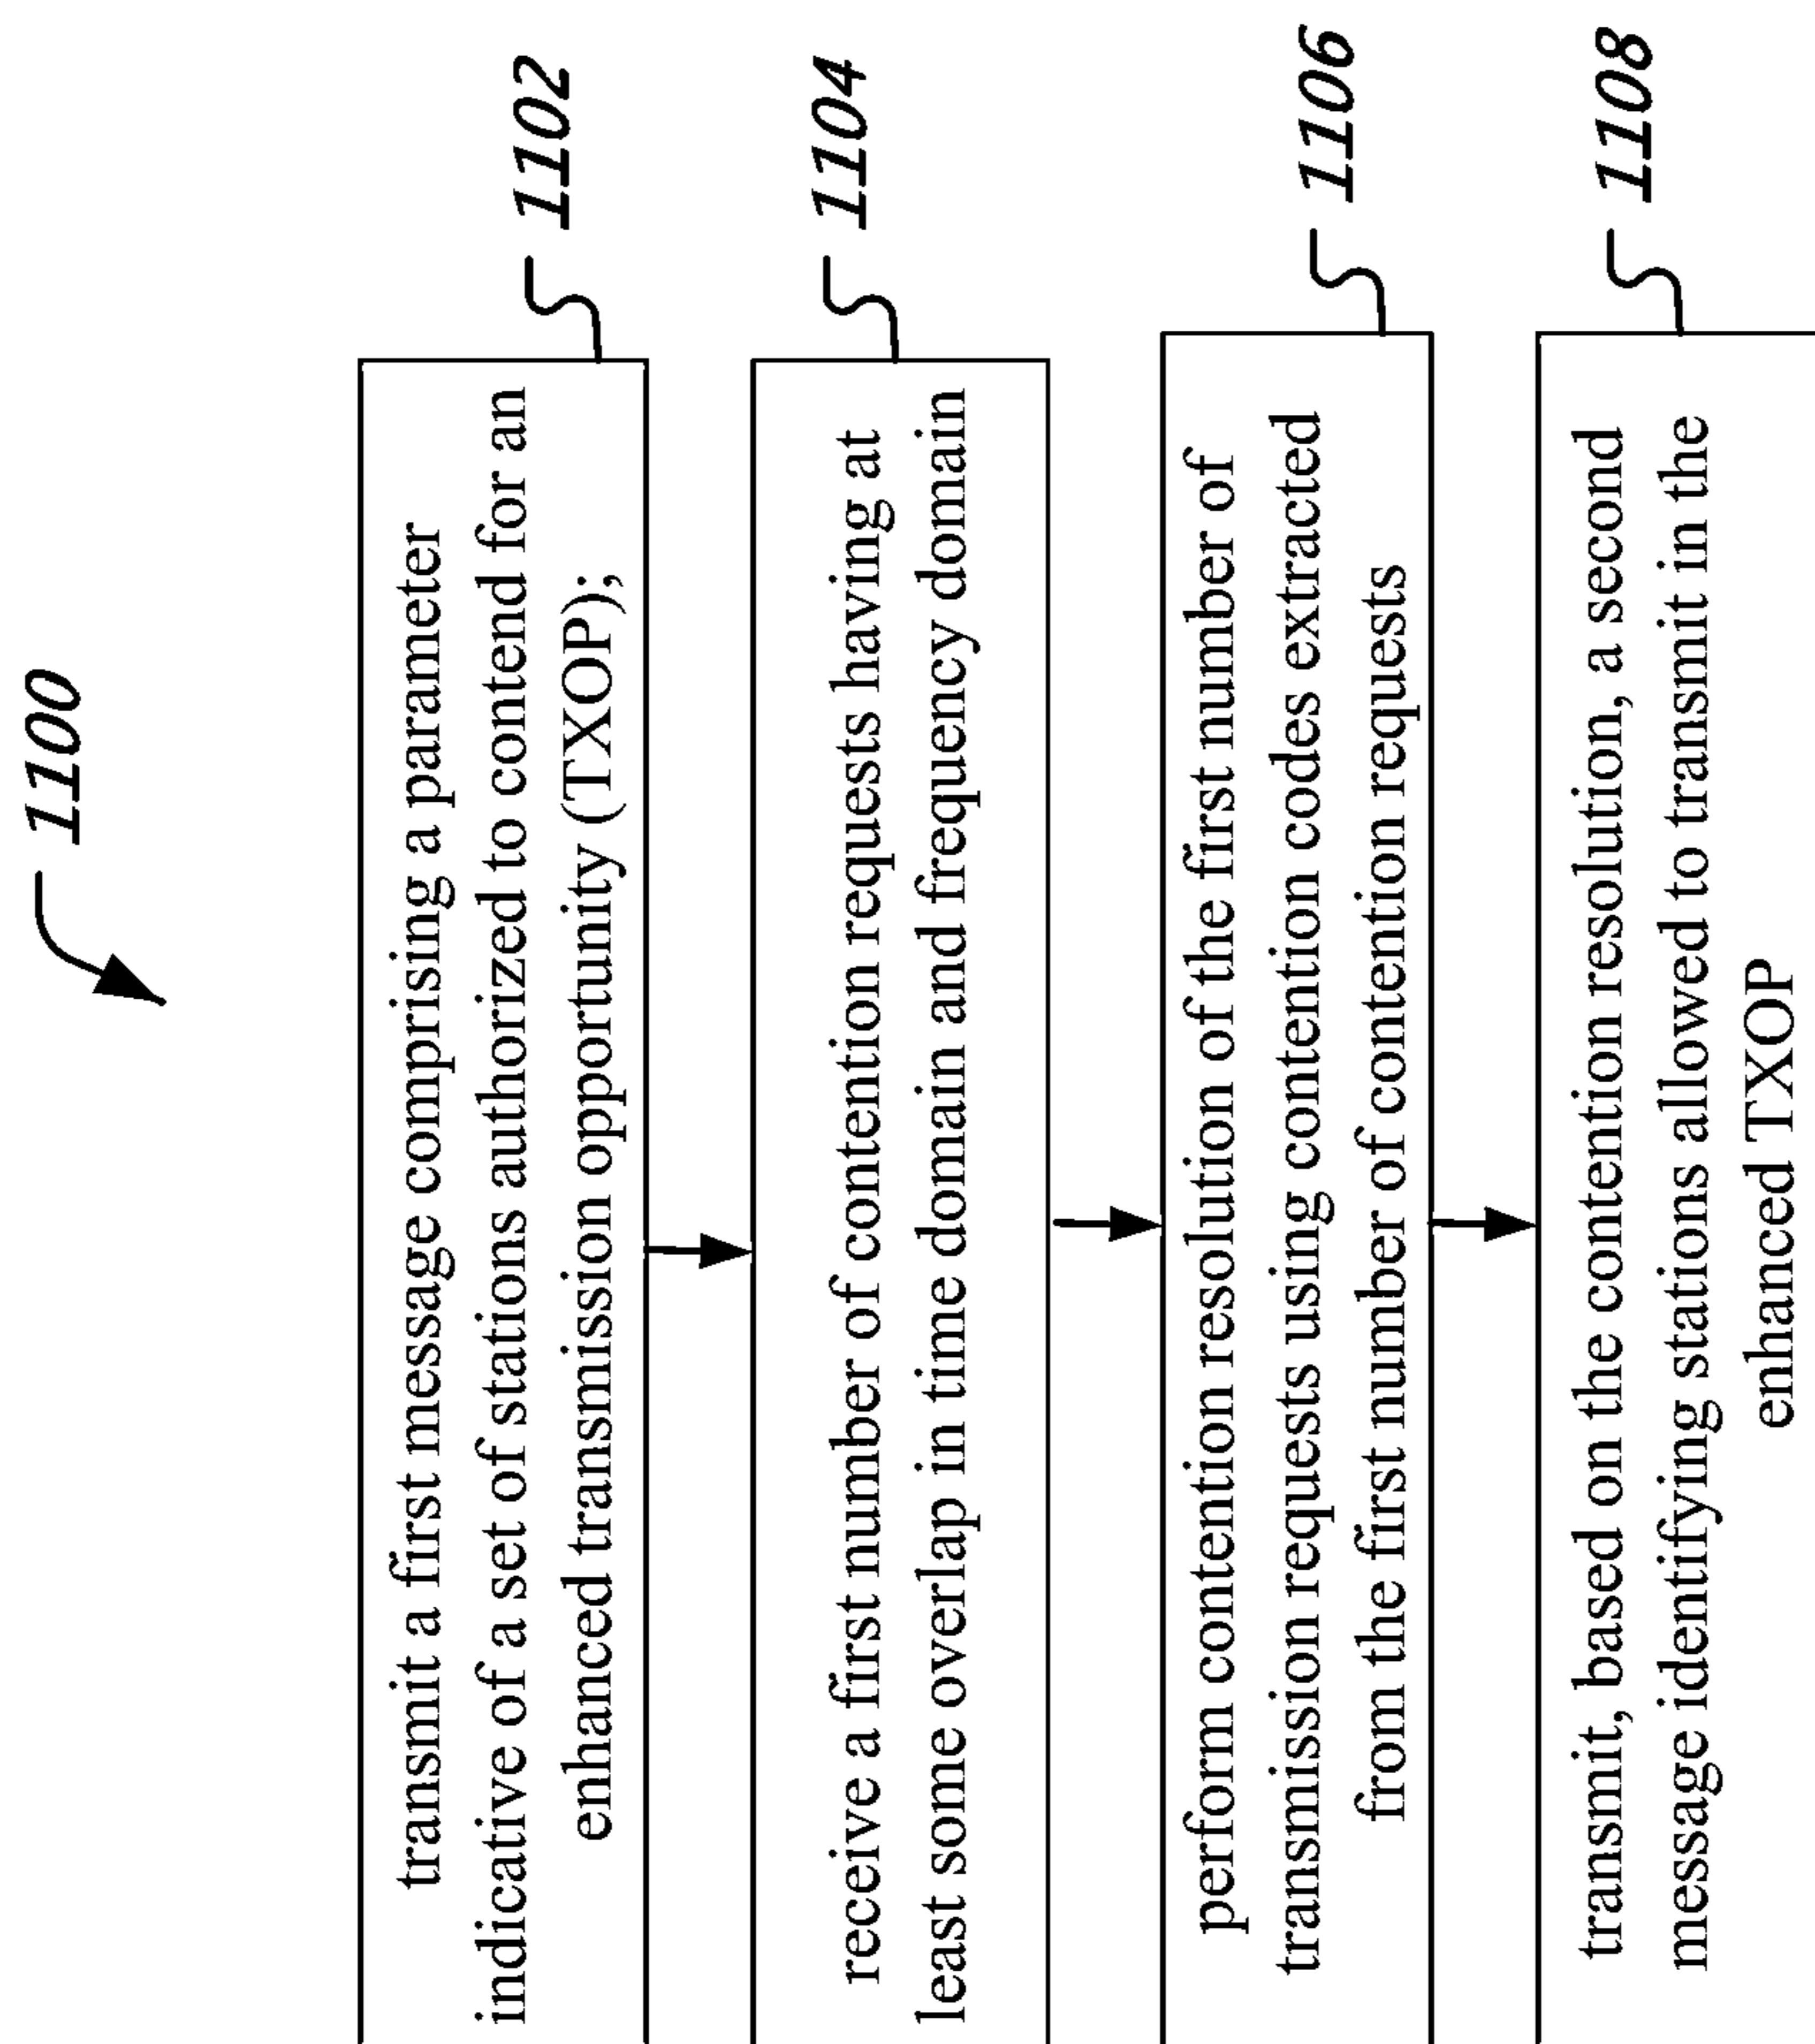 1100
transmit a first message comprising a parameter
indicative of a set of stations authorized to contend for an
enhanced transmission opportunity (TXOP);
1102
receive a first number of contention requests having at
least some overlap in time domain and frequency domain
1104
perform contention resolution of the first number of
transmission requests using contention codes extracted
from the first number of contention requests
1106
transmit, based on the contention resolution, a second
message identifying stations allowed to transmit in the
enhanced TXOP
1108